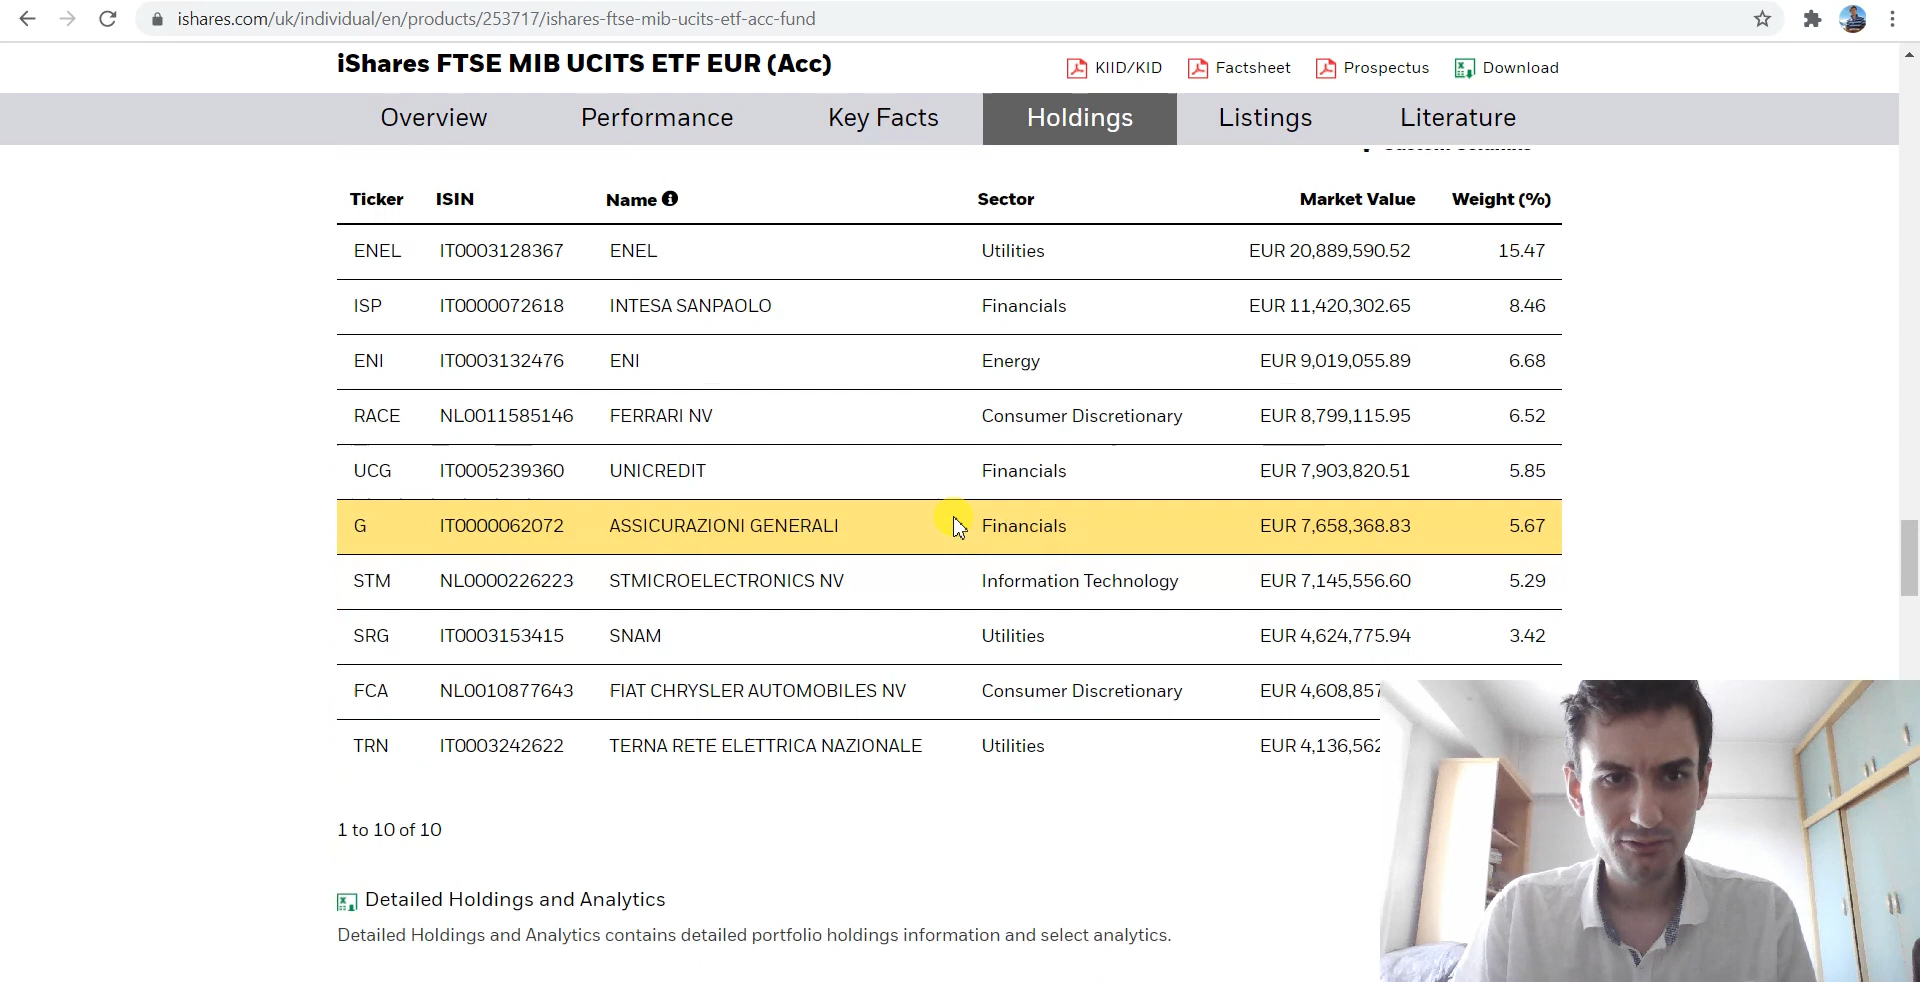 ishares.com/uk/individual/en/products/253717/ishares-ftse-mib-ucits-etf-acc-fund
iShares FTSE MIB UCITS ETF EUR (Acc)
KIID/KID Factsheet Prospectus Download
Overview Performance Key Facts Holdings Listings Literature
Ticker ISIN Name Sector Market Value Weight (%)
ENEL IT0003128367 ENEL Utilities EUR 20,889,590.52 15.47
ISP IT0000072618 INTESA SANPAOLO Financials EUR 11,420,302.65 8.46
ENI IT0003132476 ENI Energy EUR 9,019,055.89 6.68
RACE NL0011585146 FERRARI NV Consumer Discretionary EUR 8,799,115.95 6.52
UCG IT0005239360 UNICREDIT Financials EUR 7,903,820.51 5.85
G IT0000062072 ASSICURAZIONI GENERALI Financials EUR 7,658,368.83 5.67
STM NL0000226223 STMICROELECTRONICS NV Information Technology EUR 7,145,556.60 5.29
SRG IT0003153415 SNAM Utilities EUR 4,624,775.94 3.42
FCA NL0010877643 FIAT CHRYSLER AUTOMOBILES NV Consumer Discretionary EUR 4,608,857
TRN IT0003242622 TERNA RETE ELETTRICA NAZIONALE Utilities EUR 4,136,562
1 to 10 of 10
Detailed Holdings and Analytics
Detailed Holdings and Analytics contains detailed portfolio holdings information and select analytics.